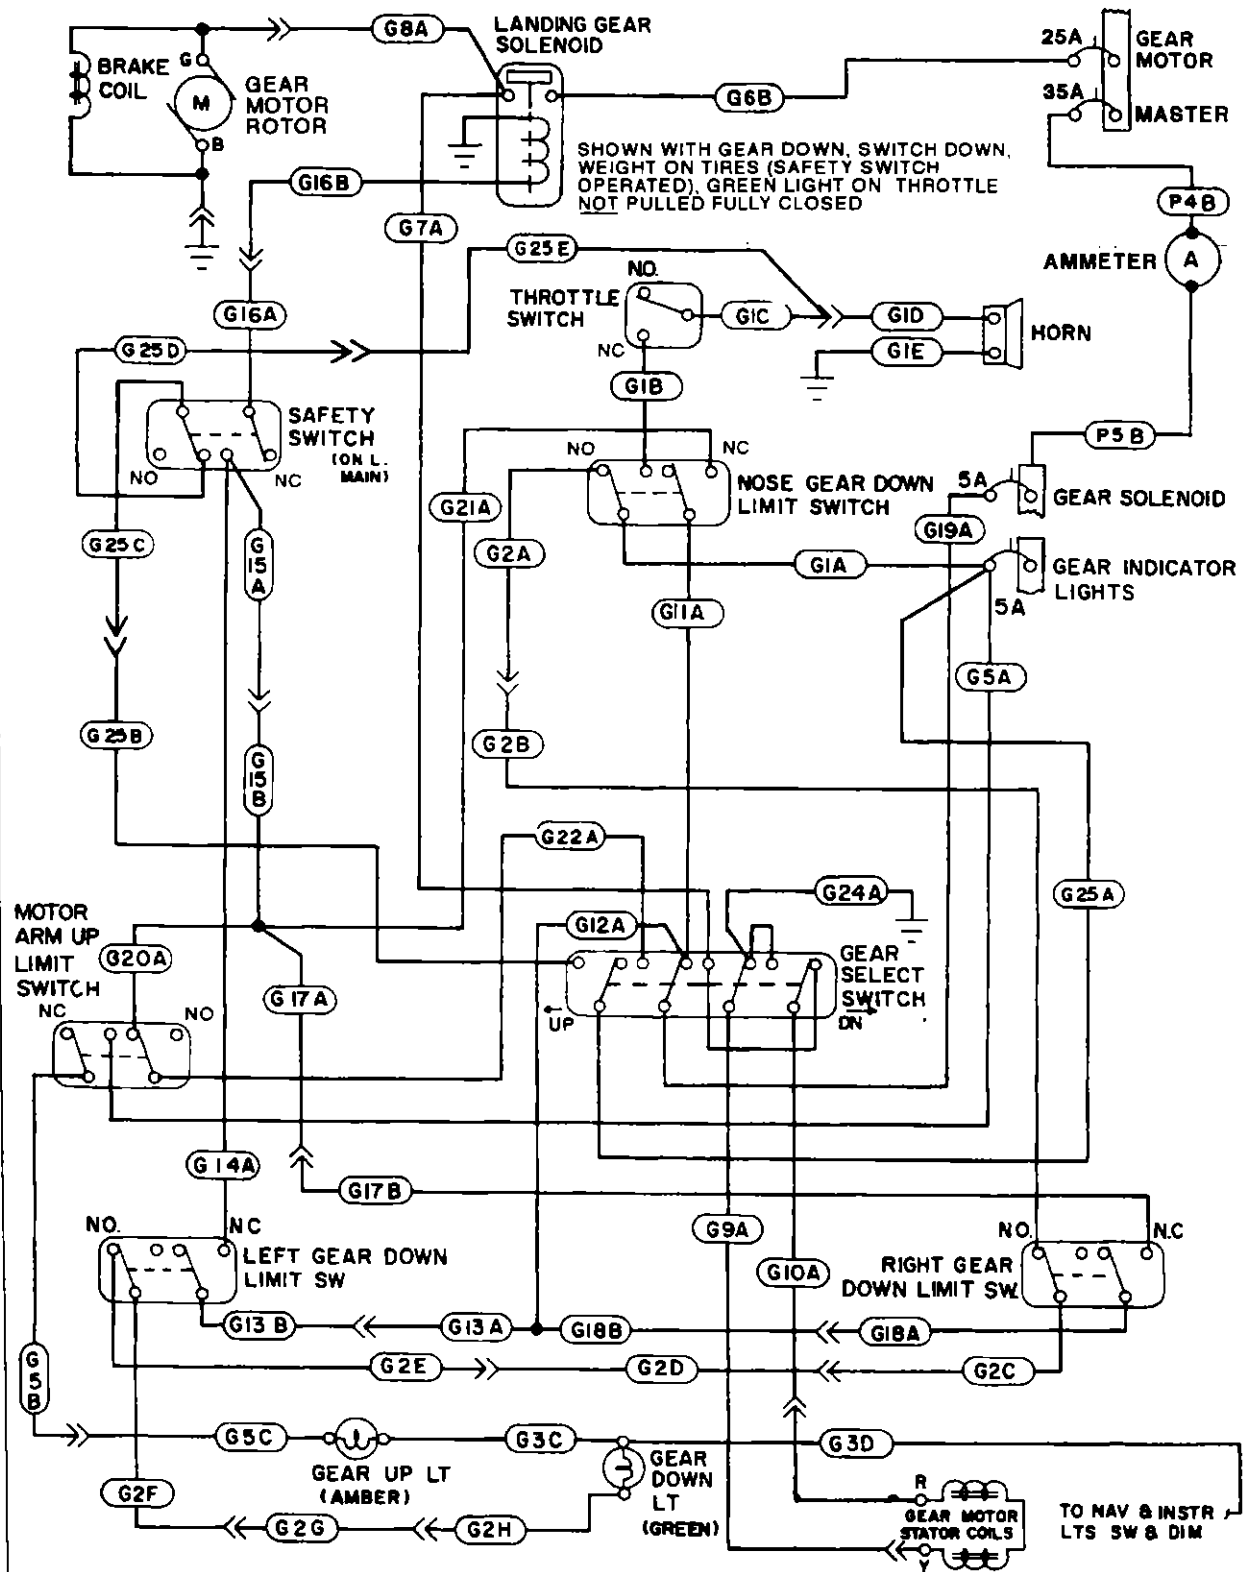 G8A
LANDING GEAR
SOLENOID
25A
GEAR
MOTOR
BRAKE
COIL
G
M
GEAR
MOTOR
ROTOR
B
G6B
35A
MASTER
SHOWN WITH GEAR DOWN, SWITCH DOWN,
WEIGHT ON TIRES (SAFETY SWITCH
OPERATED), GREEN LIGHT ON THROTTLE
NOT PULLED FULLY CLOSED
G16B
P4B
G7A
G25E
AMMETER
A
NO.
THROTTLE
SWITCH
NC
G1C
G1D
G1E
HORN
G16A
G25D
G1B
SAFETY
SWITCH
(ON L.
MAIN)
NO
NC
P5B
NO
NC
NOSE GEAR DOWN
LIMIT SWITCH
5A
GEAR SOLENOID
G21A
G19A
G25C
G
15
A
G2A
G1A
GEAR INDICATOR
LIGHTS
5A
G11A
G5A
G25B
G2B
G
15
B
G22A
G24A
G25A
MOTOR
ARM UP
LIMIT
SWITCH
NC
NO
G20A
G12A
GEAR
SELECT
SWITCH
UP
DN
G17A
G14A
G17B
G9A
NO.
NC
LEFT GEAR DOWN
LIMIT SW
G10A
NO.
N.C
RIGHT GEAR
DOWN LIMIT SW.
G13B
G13A
G18B
G18A
G
5
B
G2E
G2D
G2C
G5C
G3C
G3D
GEAR UP LT
(AMBER)
GEAR
DOWN
LT
(GREEN)
G2F
G2G
G2H
R
GEAR MOTOR
STATOR COILS
Y
TO NAV & INSTR
LTS SW & DIM